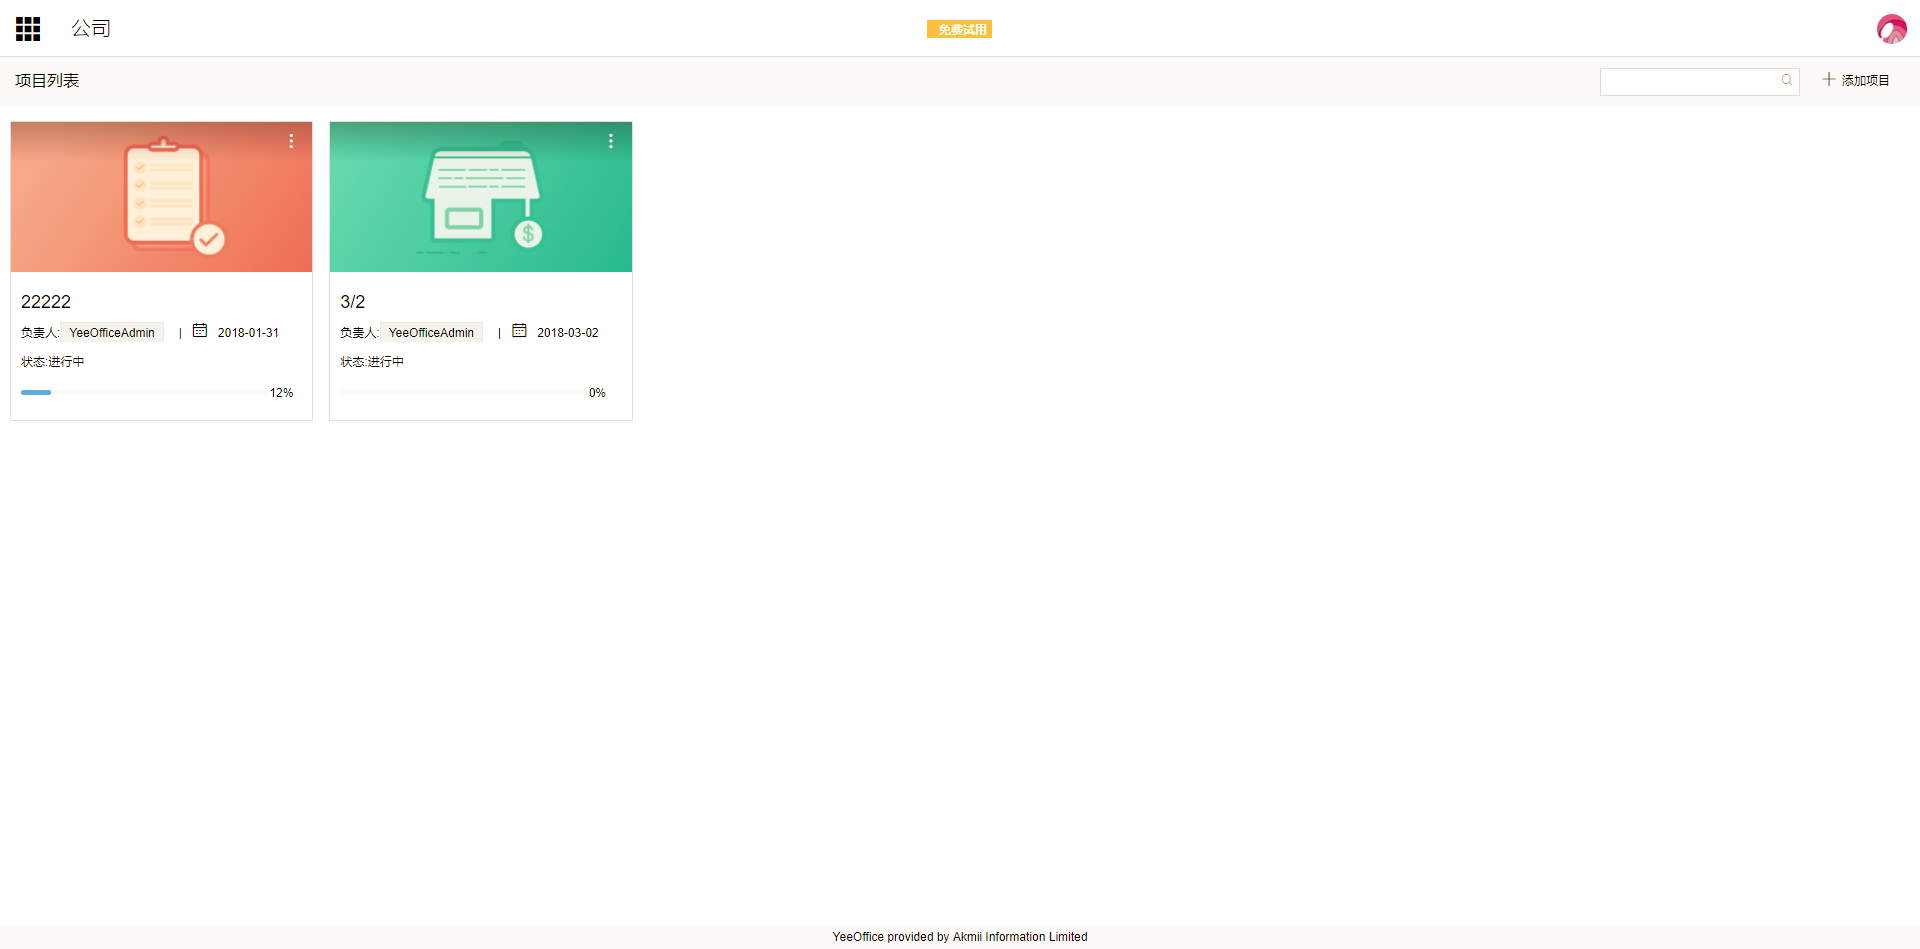 公司
免费试用
项目列表
添加项目
22222
负责人: YeeOfficeAdmin | 2018-01-31
状态:进行中
12%
3/2
负责人: YeeOfficeAdmin | 2018-03-02
状态:进行中
0%
YeeOffice provided by Akmii Information Limited